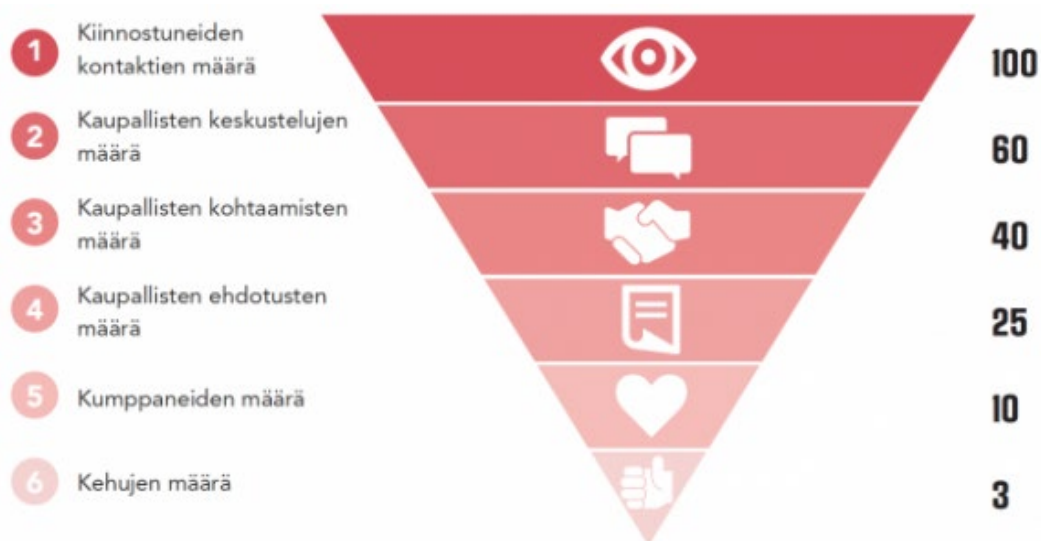 1
Kiinnostuneiden
kontaktien määrä
100
2
Kaupallisten keskustelujen
määrä
60
3
Kaupallisten kohtaamisten
määrä
40
4
Kaupallisten ehdotusten
määrä
25
5
Kumppaneiden määrä
10
6
Kehujen määrä
3